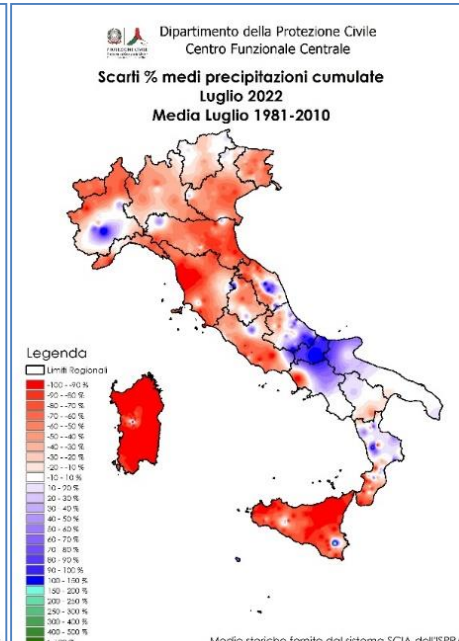 Dipartimento della Protezione Civile
Centro Funzionale Centrale
Scarti % medi precipitazioni cumulate
Luglio 2022
Media Luglio 1981-2010
Legenda
Limiti Regionali
-100 - -90 %
-90 - -80 %
-80 - -70 %
-70 - -60 %
-60 - -50 %
-50 - -40 %
-40 - -30 %
-30 - -20 %
-20 - -10 %
-10 - 10 %
10 - 20 %
20 - 30 %
30 - 40 %
40 - 50 %
50 - 60 %
60 - 70 %
70 - 80 %
80 - 90 %
90 - 100 %
100 - 150 %
150 - 200 %
200 - 250 %
250 - 300 %
300 - 400 %
400 - 500 %
Medie storiche fornite dal sistema SCIA dell'ISPRA